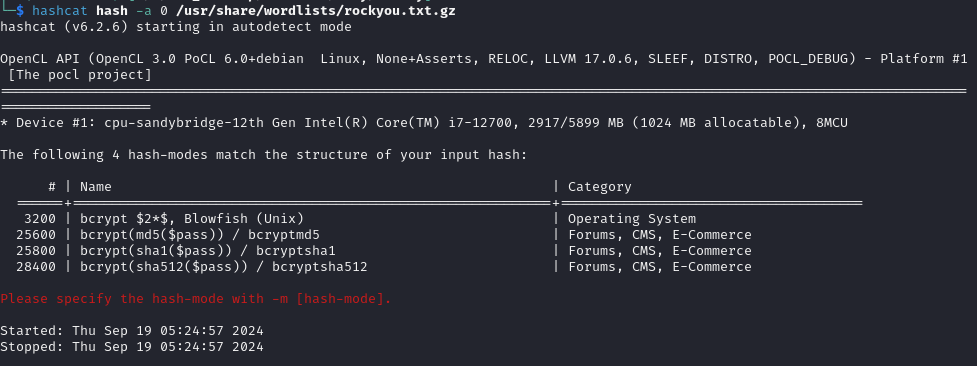 └─$ hashcat hash -a 0 /usr/share/wordlists/rockyou.txt.gz
hashcat (v6.2.6) starting in autodetect mode
OpenCL API (OpenCL 3.0 PoCL 6.0+debian  Linux, None+Asserts, RELOC, LLVM 17.0.6, SLEEF, DISTRO, POCL_DEBUG) - Platform #1
 [The pocl project]
=========================================================================================================================
===================
* Device #1: cpu-sandybridge-12th Gen Intel(R) Core(TM) i7-12700, 2917/5899 MB (1024 MB allocatable), 8MCU
The following 4 hash-modes match the structure of your input hash:
      # | Name                                                       | Category
  ======+============================================================+======================================
   3200 | bcrypt $2*$, Blowfish (Unix)                               | Operating System
  25600 | bcrypt(md5($pass)) / bcryptmd5                             | Forums, CMS, E-Commerce
  25800 | bcrypt(sha1($pass)) / bcryptsha1                           | Forums, CMS, E-Commerce
  28400 | bcrypt(sha512($pass)) / bcryptsha512                       | Forums, CMS, E-Commerce
Please specify the hash-mode with -m [hash-mode].
Started: Thu Sep 19 05:24:57 2024
Stopped: Thu Sep 19 05:24:57 2024